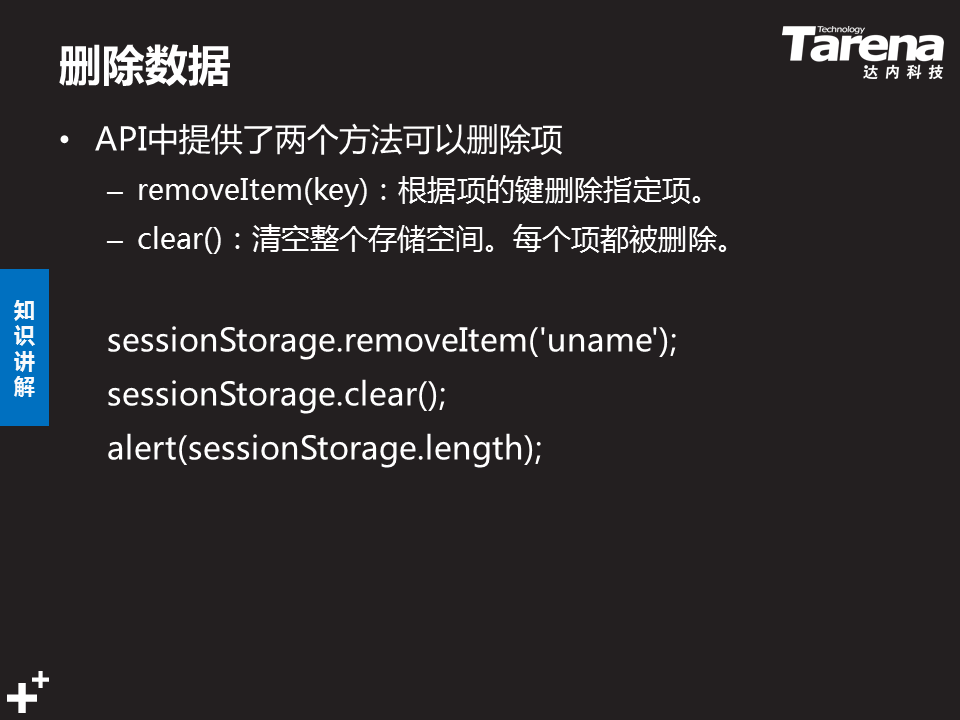 删除数据
Technology
Tarena
达内科技
• API中提供了两个方法可以删除项
– removeItem(key)：根据项的键删除指定项。
– clear()：清空整个存储空间。每个项都被删除。
知识讲解
sessionStorage.removeItem('uname');
sessionStorage.clear();
alert(sessionStorage.length);